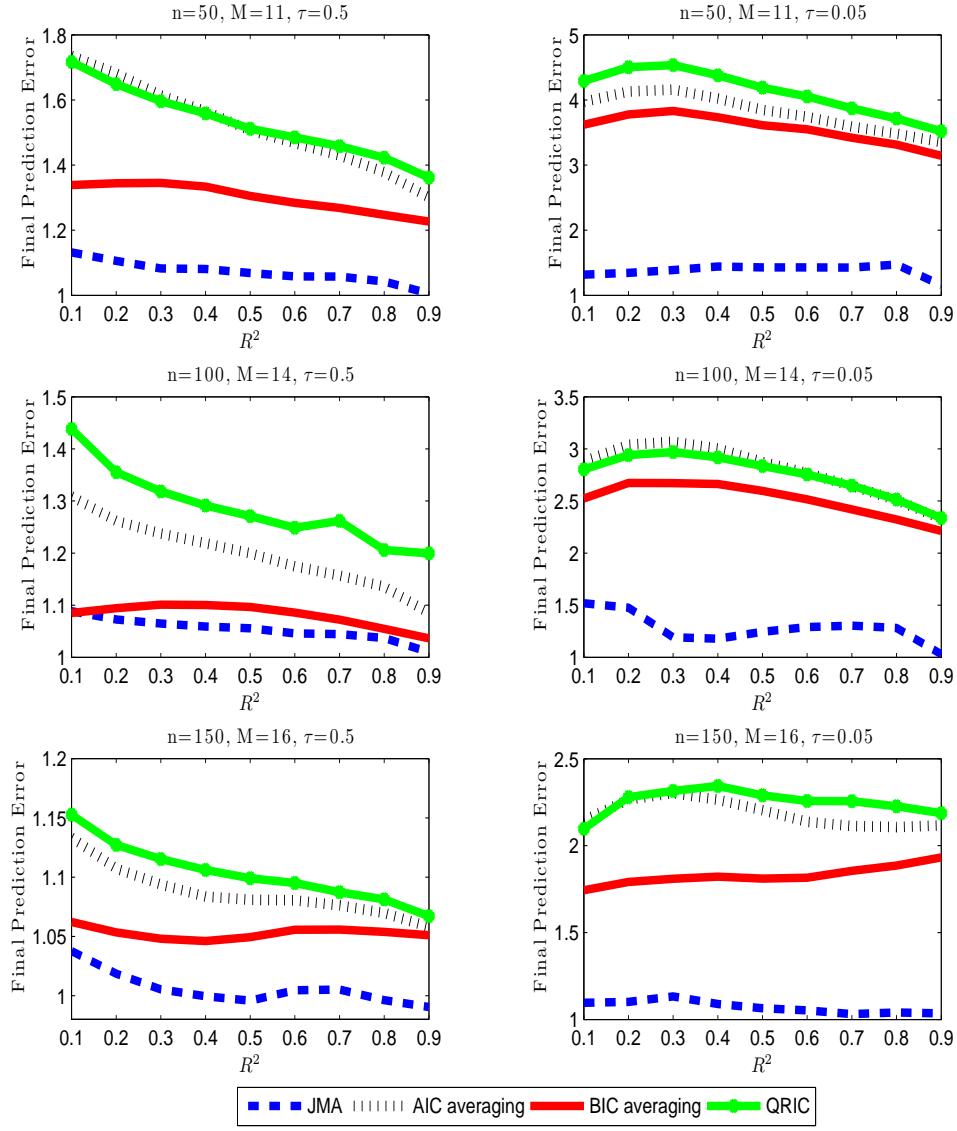 n=50, M=11, τ=0.5
Final Prediction Error
1.8
1.6
1.4
1.2
1
0.1 0.2 0.3 0.4 0.5 0.6 0.7 0.8 0.9
R²
n=50, M=11, τ=0.05
Final Prediction Error
5
4
3
2
1
0.1 0.2 0.3 0.4 0.5 0.6 0.7 0.8 0.9
R²
n=100, M=14, τ=0.5
Final Prediction Error
1.5
1.4
1.3
1.2
1.1
1
0.1 0.2 0.3 0.4 0.5 0.6 0.7 0.8 0.9
R²
n=100, M=14, τ=0.05
Final Prediction Error
3.5
3
2.5
2
1.5
1
0.1 0.2 0.3 0.4 0.5 0.6 0.7 0.8 0.9
R²
n=150, M=16, τ=0.5
Final Prediction Error
1.2
1.15
1.1
1.05
1
0.1 0.2 0.3 0.4 0.5 0.6 0.7 0.8 0.9
R²
n=150, M=16, τ=0.05
Final Prediction Error
2.5
2
1.5
1
0.1 0.2 0.3 0.4 0.5 0.6 0.7 0.8 0.9
R²
JMA AIC averaging BIC averaging QRIC